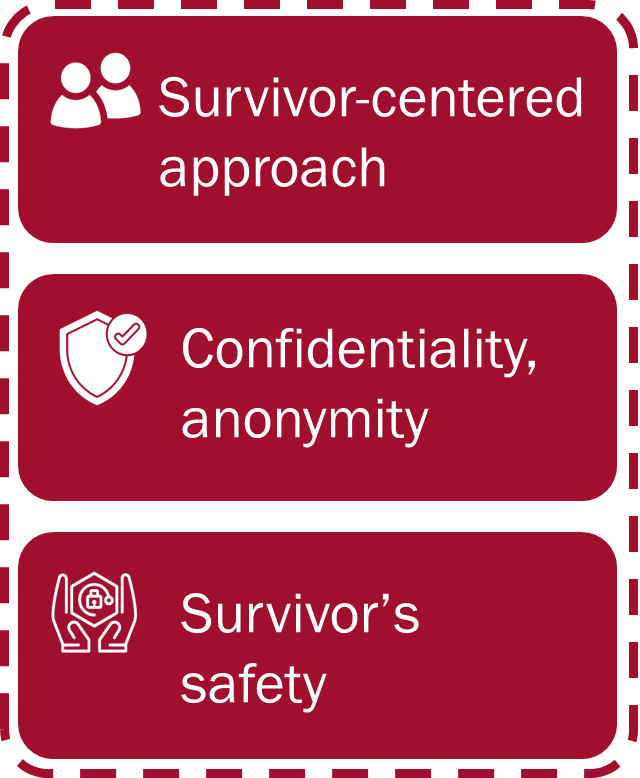 Survivor-centered
approach
Confidentiality,
anonymity
Survivor’s
safety